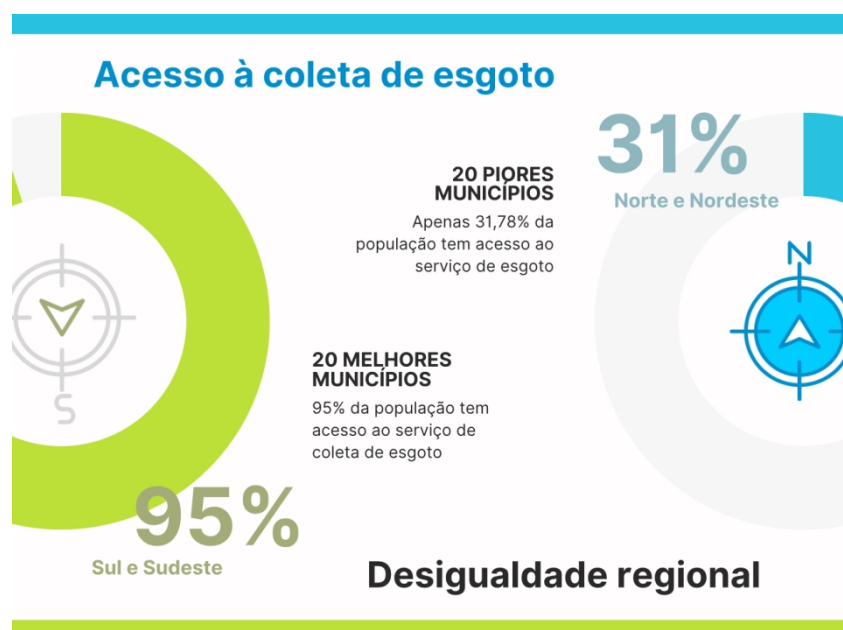 Acesso à coleta de esgoto
31%
Norte e Nordeste
20 PIORES
MUNICÍPIOS
Apenas 31,78% da
população tem acesso ao
serviço de esgoto
N
20 MELHORES
MUNICÍPIOS
95% da população tem
acesso ao serviço de
coleta de esgoto
S
95%
Sul e Sudeste
Desigualdade regional